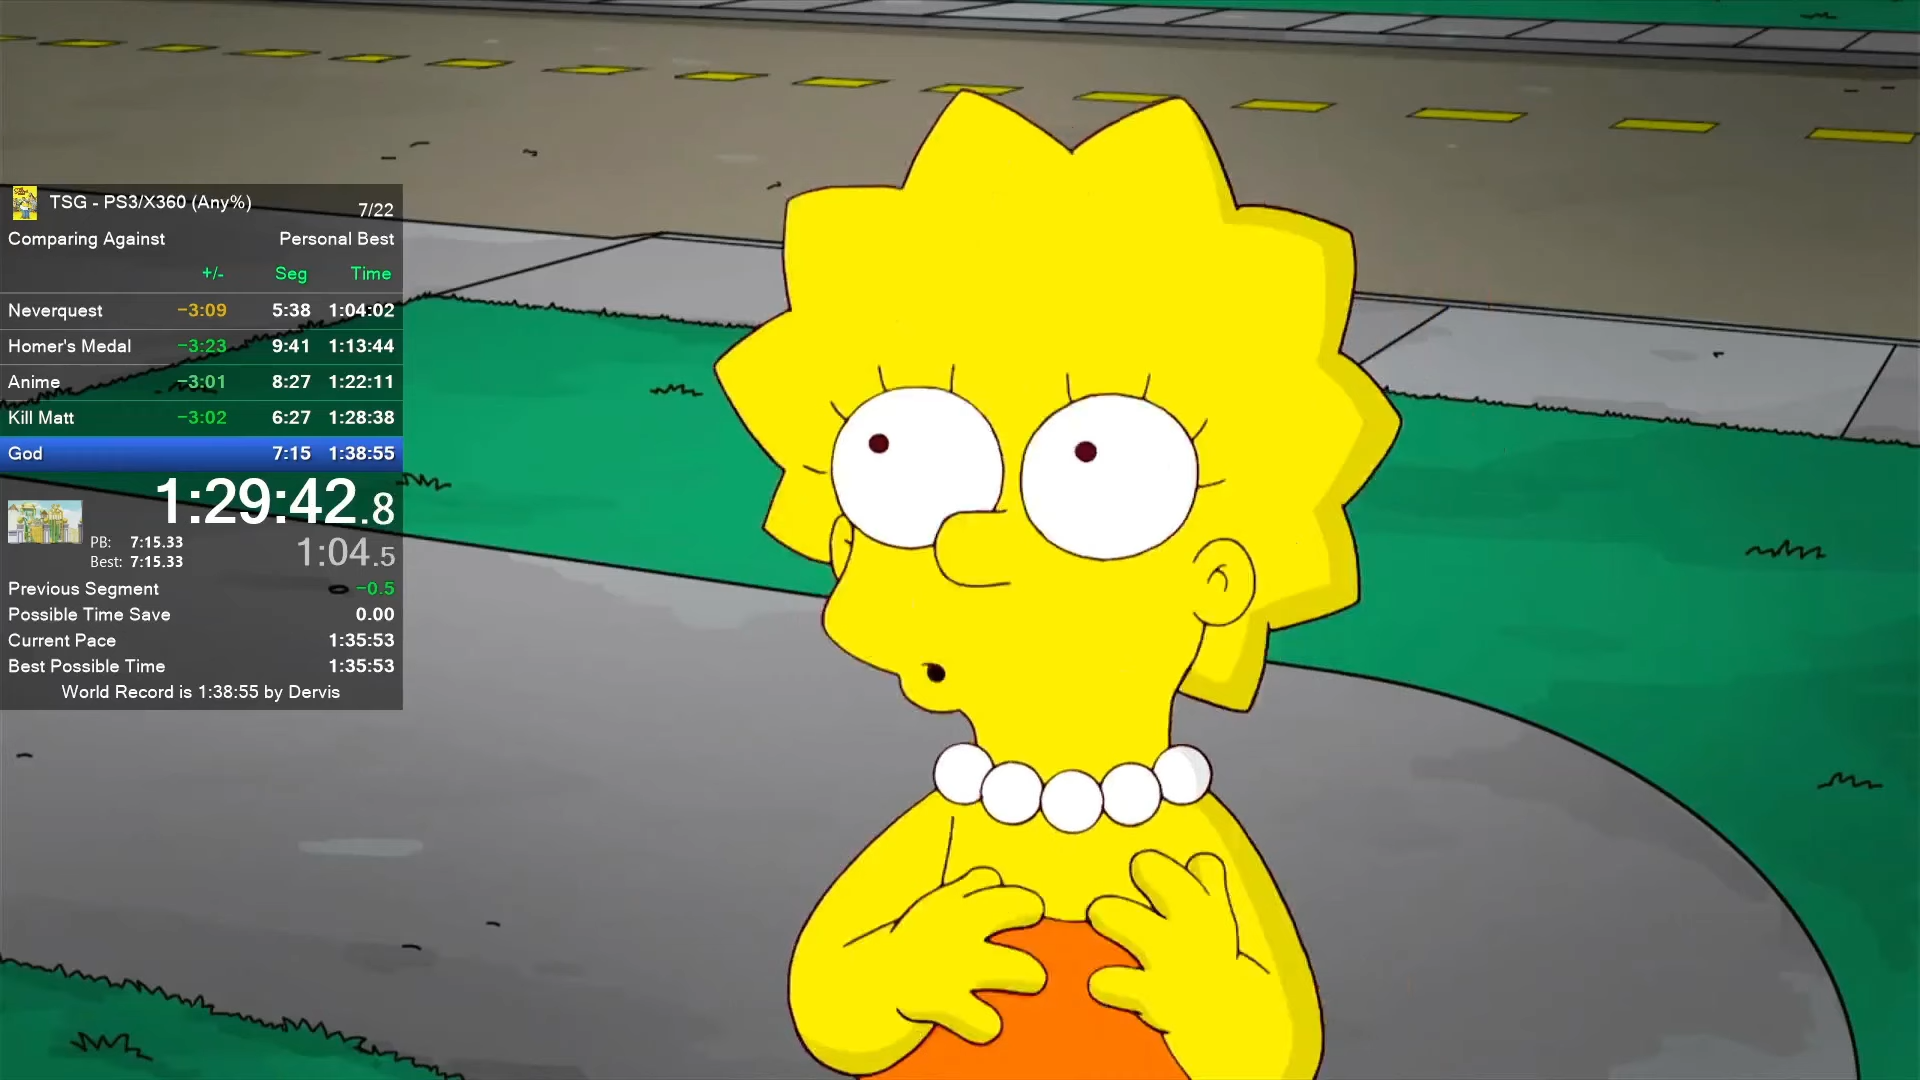 TSG - PS3/X360 (Any%)
7/22
Comparing Against Personal Best
+/- Seg Time
Neverquest −3:09 5:38 1:04:02
Homer's Medal −3:23 9:41 1:13:44
Anime −3:01 8:27 1:22:11
Kill Matt −3:02 6:27 1:28:38
God 7:15 1:38:55
1:29:42.8
PB: 7:15.33 1:04.5
Best: 7:15.33
Previous Segment −0.5
Possible Time Save 0.00
Current Pace 1:35:53
Best Possible Time 1:35:53
World Record is 1:38:55 by Dervis